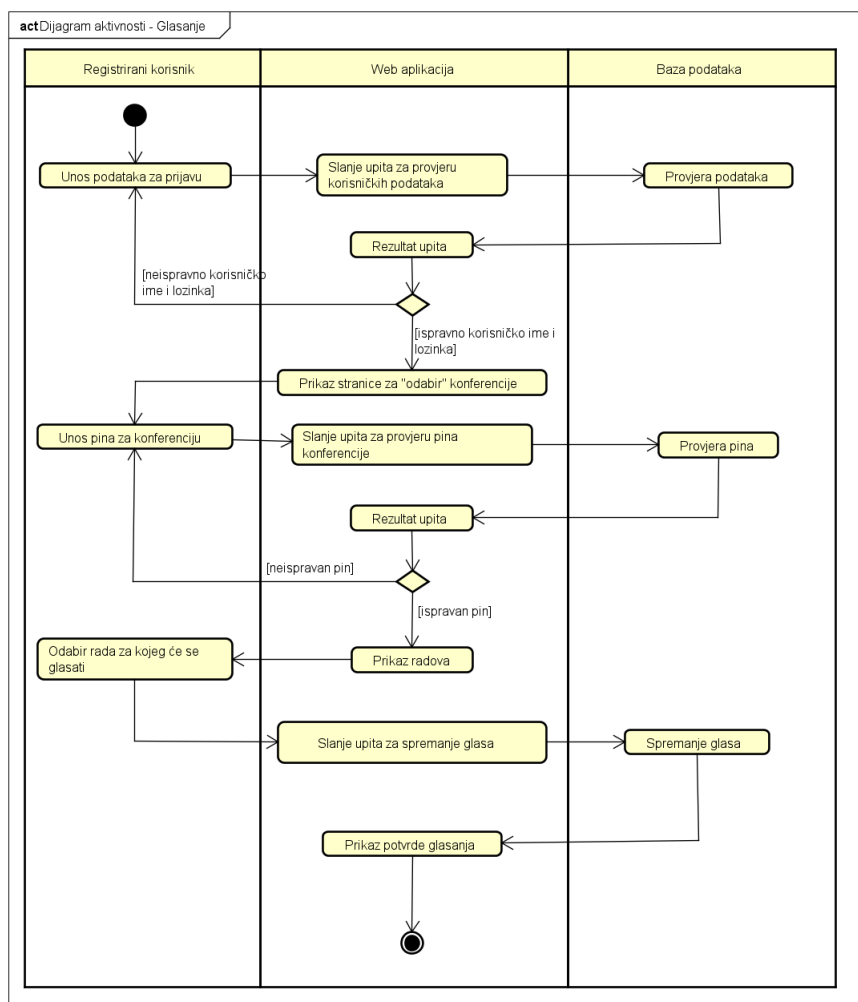 act Dijagram aktivnosti - Glasanje
Registrirani korisnik
Web aplikacija
Baza podataka
Unos podataka za prijavu
Slanje upita za provjeru
korisničkih podataka
Provjera podataka
Rezultat upita
[neispravno korisničko
ime i lozinka]
[ispravno korisničko ime i
lozinka]
Prikaz stranice za "odabir" konferencije
Unos pina za konferenciju
Slanje upita za provjeru pina
konferencije
Provjera pina
Rezultat upita
[neispravan pin]
[ispravan pin]
Odabir rada za kojeg će se
glasati
Prikaz radova
Slanje upita za spremanje glasa
Spremanje glasa
Prikaz potvrde glasanja